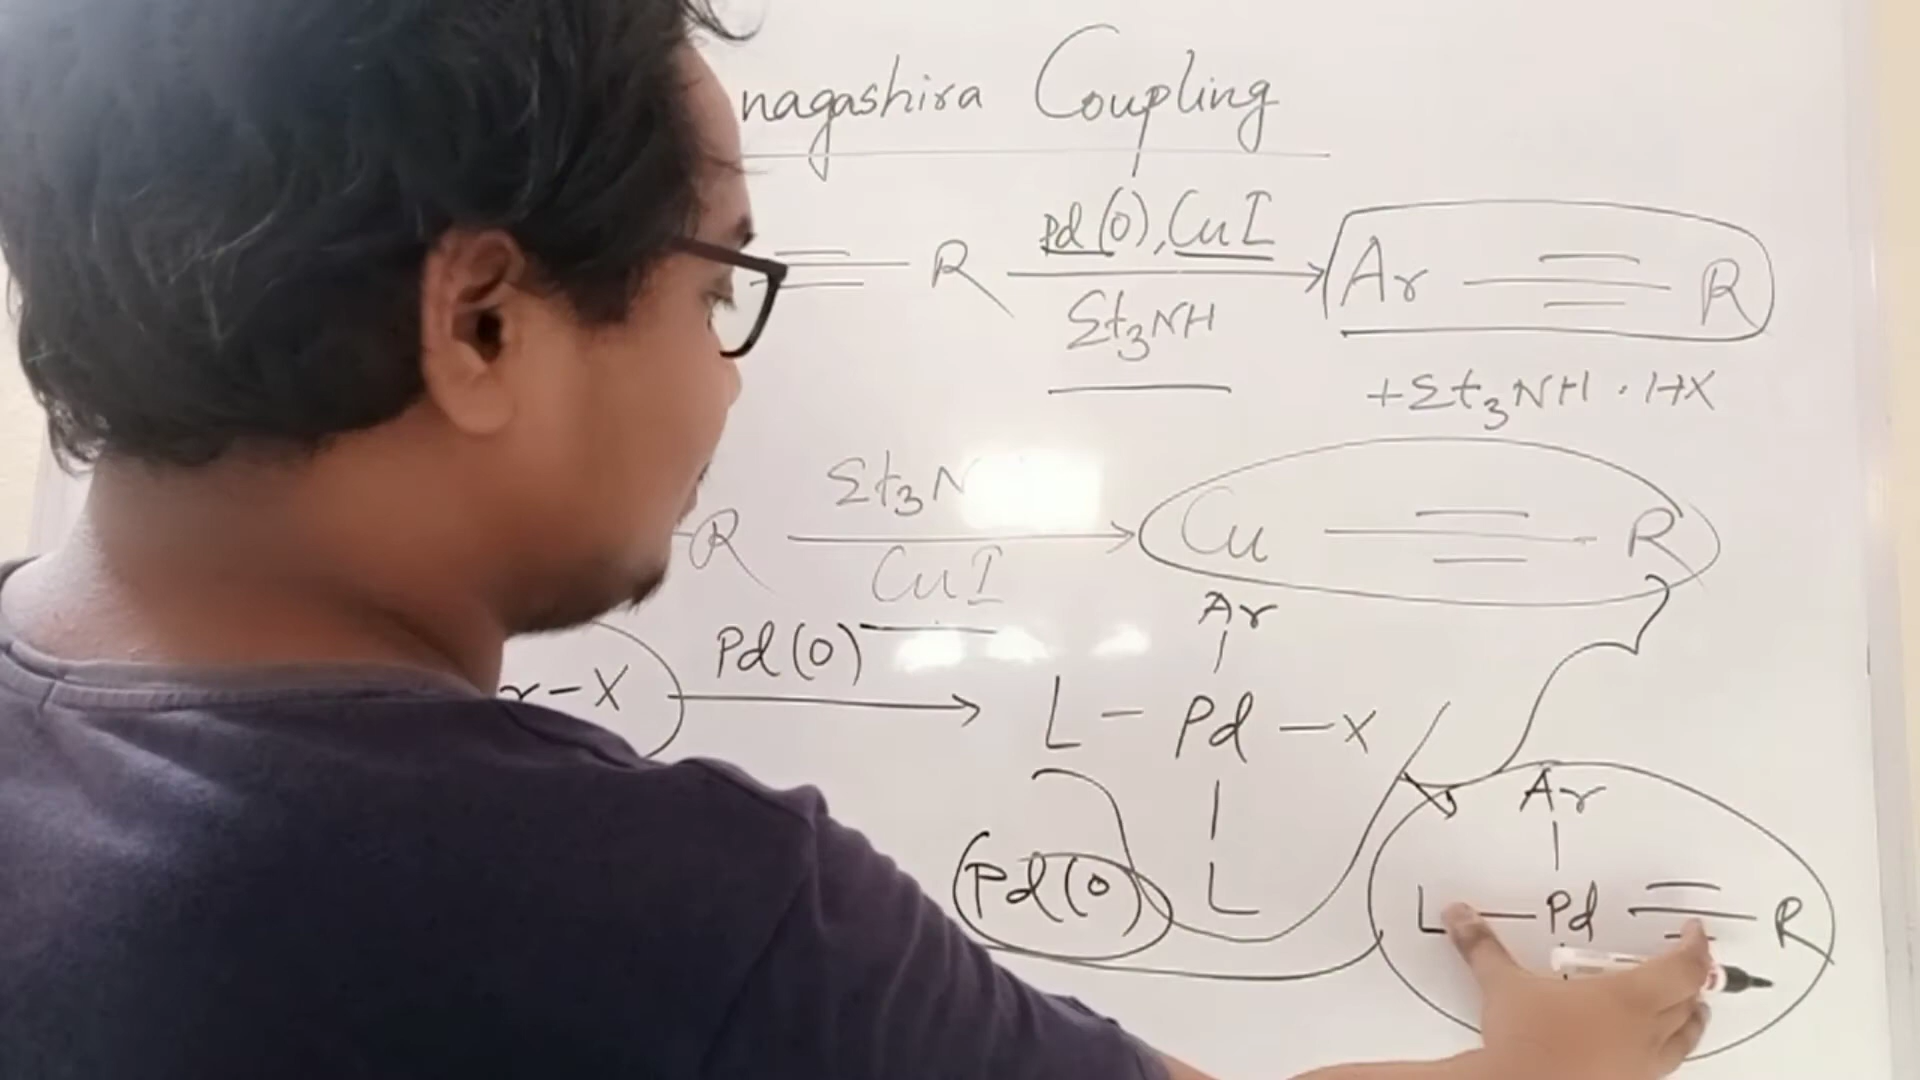 nagashira Coupling
≡ R Pd(0), CuI Ar ≡ R
Et3NH
+ Et3NH . HX
R Et3N Cu ≡ R
CuI
r-X Pd(0) Ar
L - Pd - X
L
Pd(0)
Ar
L - Pd ≡ R